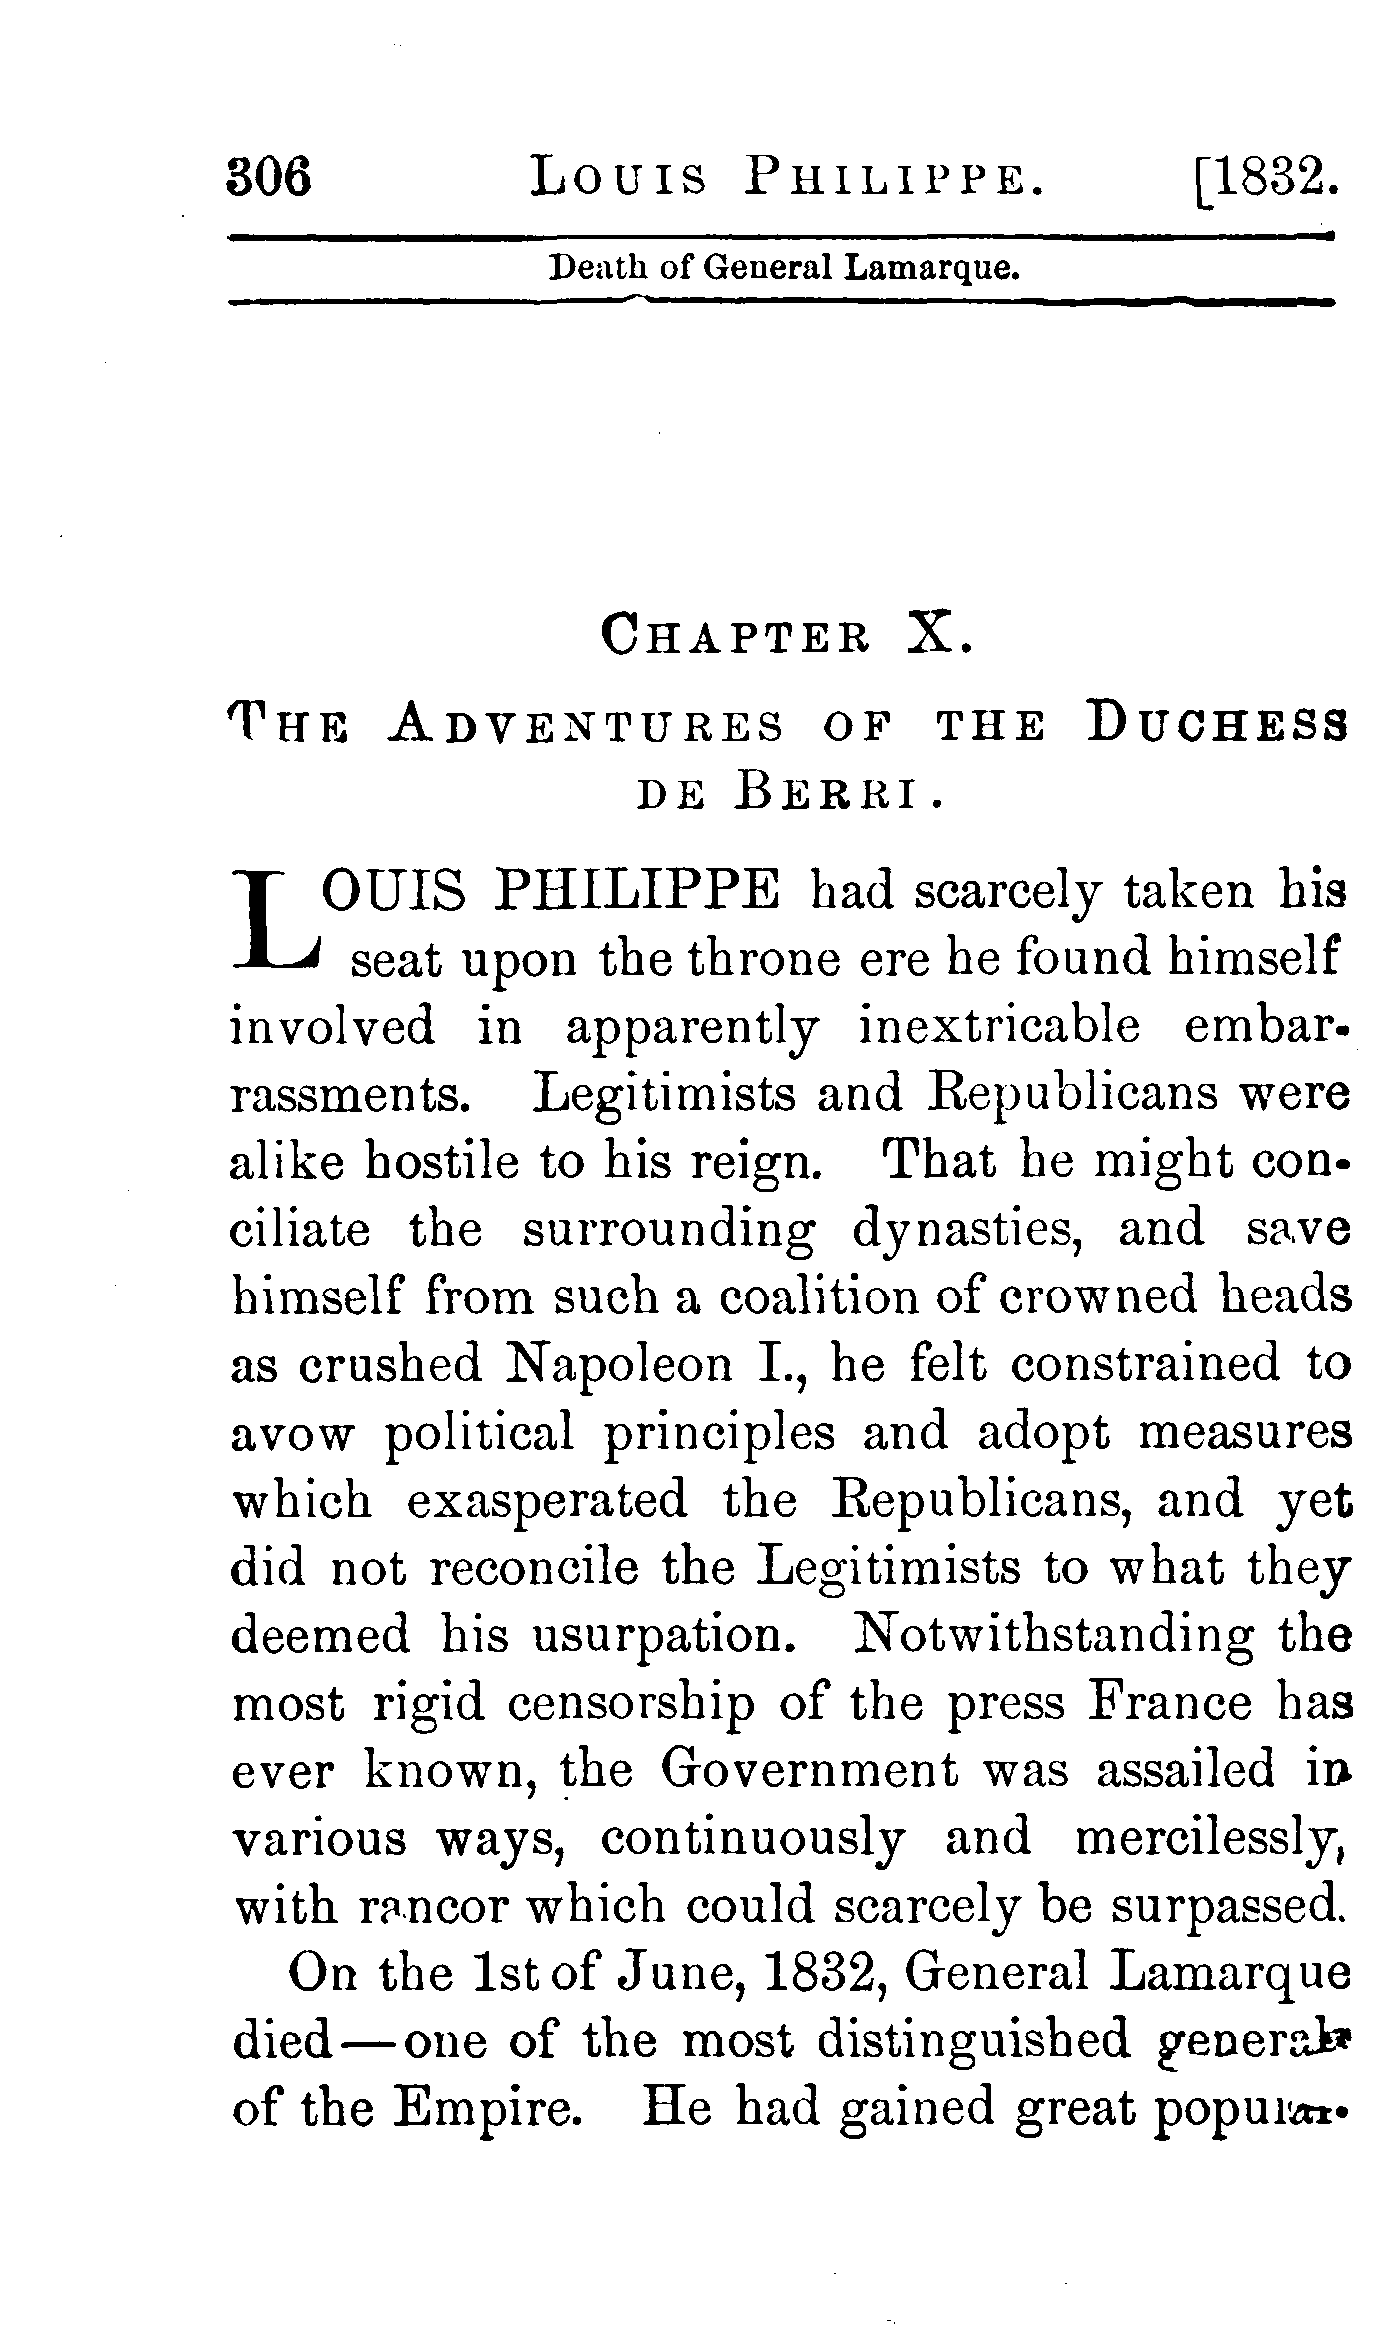 306 LOUIS PHILIPPE. [1832.
Death of General Lamarque.
CHAPTER X.
THE ADVENTURES OF THE DUCHESS
DE BERRI.
LOUIS PHILIPPE had scarcely taken his
seat upon the throne ere he found himself
involved in apparently inextricable embar-
rassments. Legitimists and Republicans were
alike hostile to his reign. That he might con-
ciliate the surrounding dynasties, and save
himself from such a coalition of crowned heads
as crushed Napoleon I., he felt constrained to
avow political principles and adopt measures
which exasperated the Republicans, and yet
did not reconcile the Legitimists to what they
deemed his usurpation. Notwithstanding the
most rigid censorship of the press France has
ever known, the Government was assailed in
various ways, continuously and mercilessly,
with rancor which could scarcely be surpassed.
On the 1st of June, 1832, General Lamarque
died—one of the most distinguished generals
of the Empire. He had gained great popular-